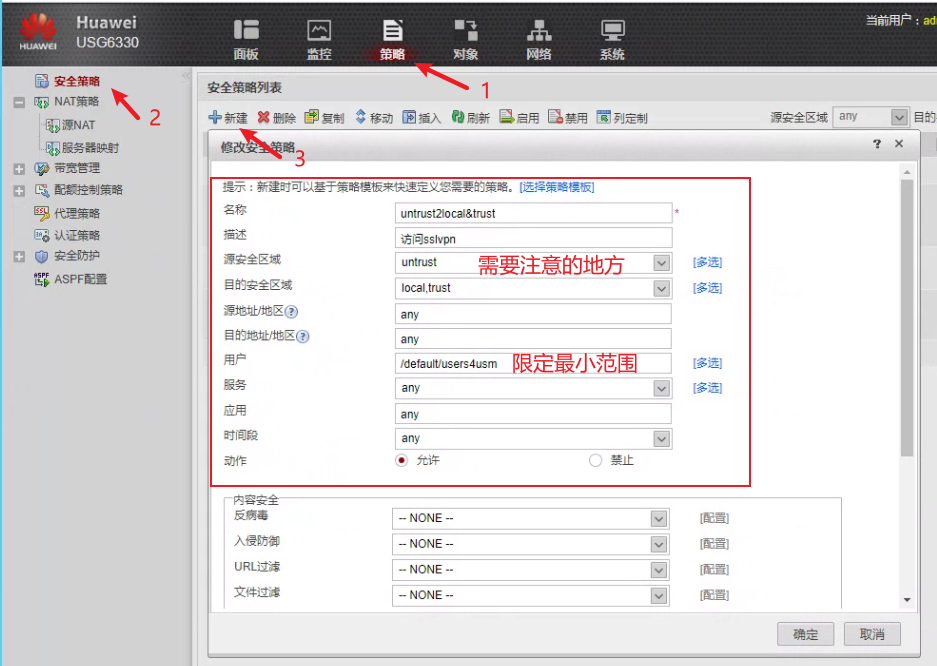 HUAWEI
Huawei
USG6330
面板
监控
策略
对象
网络
系统
当前用户：ad
1
安全策略
2
NAT策略
源NAT
服务器映射
带宽管理
配额控制策略
代理策略
认证策略
安全防护
ASPF配置
安全策略列表
新建 删除 复制 移动 插入 刷新 启用 禁用 列定制
源安全区域 any 目的
3
修改安全策略
? ×
提示：新建时可以基于策略模板来快速定义您需要的策略。[选择策略模板]
名称 untrust2local&trust *
描述 访问sslvpn
源安全区域 untrust 需要注意的地方 [多选]
目的安全区域 local,trust [多选]
源地址/地区 ? any
目的地址/地区 ? any
用户 /default/users4usm 限定最小范围 [多选]
服务 any [多选]
应用 any
时间段 any
动作 允许 禁止
内容安全
反病毒 -- NONE -- [配置]
入侵防御 -- NONE -- [配置]
URL过滤 -- NONE -- [配置]
文件过滤 -- NONE -- [配置]
确定 取消